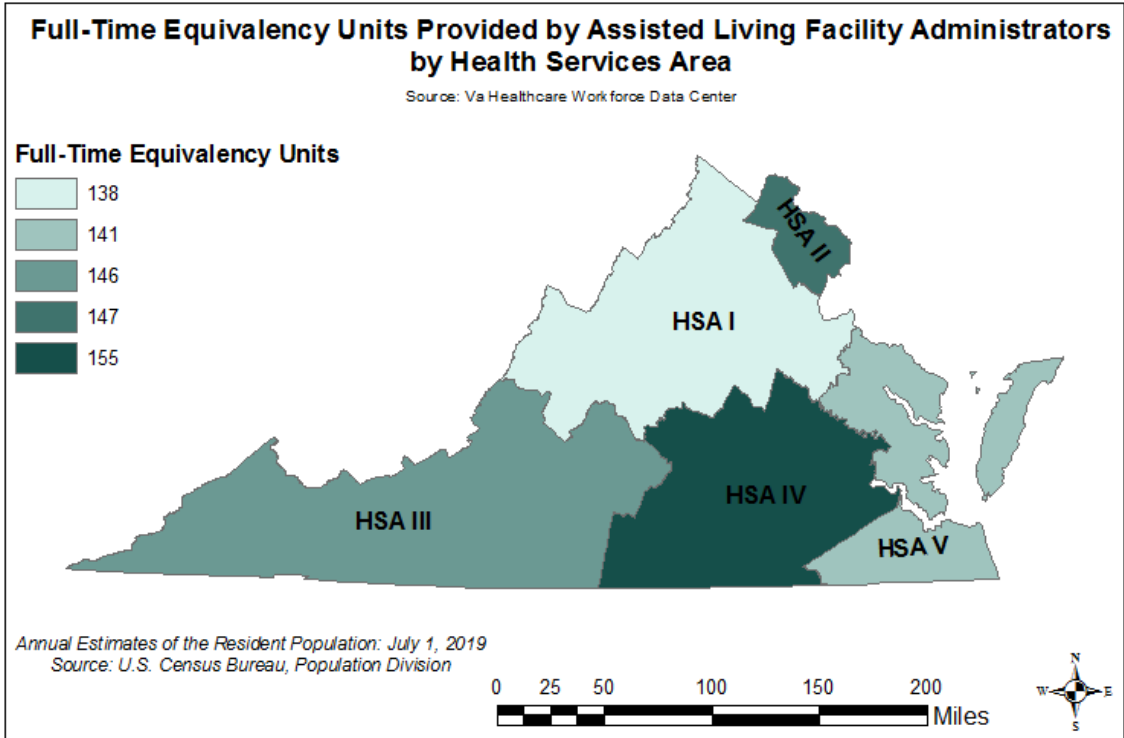 Full-Time Equivalency Units Provided by Assisted Living Facility Administrators
by Health Services Area
Source: Va Healthcare Workforce Data Center
Full-Time Equivalency Units
138
141
146
147
155
HSA II
HSA I
HSA IV
HSA III
HSA V
Annual Estimates of the Resident Population: July 1, 2019
Source: U.S. Census Bureau, Population Division
0 25 50 100 150 200
Miles
N
W E
S